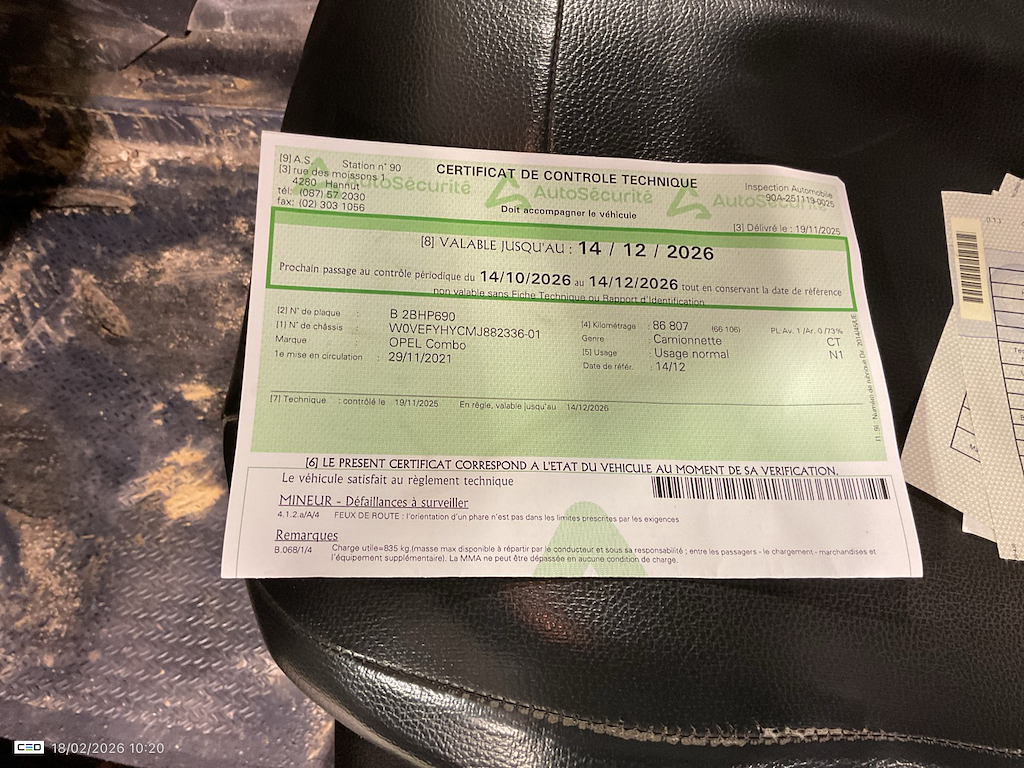 [9] A.S. Station n° 90
[3] rue des moissons 1
4280 Hannut
tél: (087) 57 2030
fax: (02) 303 1056
AutoSécurité
CERTIFICAT DE CONTROLE TECHNIQUE
AutoSécurité
Doit accompagner le véhicule
AutoSécurité
Inspection Automobile
90A-251119-0025
[3] Délivré le : 19/11/2025
[8] VALABLE JUSQU'AU : 14 / 12 / 2026
Prochain passage au contrôle périodique du 14/10/2026 au 14/12/2026 tout en conservant la date de référence
non valable sans Fiche Technique ou Rapport d'Identification
[2] N° de plaque : B 2BHP690
[1] N° de châssis : W0VEFYHYCMJ882336-01
Marque : OPEL Combo
1e mise en circulation : 29/11/2021
[4] Kilométrage : 86 807 (66 106) PL Av. 1 /Ar. 0 /73%
Genre : Camionnette CT
[5] Usage : Usage normal N1
Date de référ. : 14/12
[7] Technique : contrôlé le 19/11/2025 En règle, valable jusqu'au 14/12/2026
[6] LE PRESENT CERTIFICAT CORRESPOND A L'ETAT DU VEHICULE AU MOMENT DE SA VERIFICATION.
Le véhicule satisfait au règlement technique
MINEUR - Défaillances à surveiller
4.1.2.a/A/4 FEUX DE ROUTE : l'orientation d'un phare n'est pas dans les limites prescrites par les exigences
Remarques
B.068/1/4 Charge utile=835 kg.(masse max disponible à répartir par le conducteur et sous sa responsabilité ; entre les passagers - le chargement - marchandises et
l'équipement supplémentaire). La MMA ne peut être dépassée en aucune condition de charge.
CEO 18/02/2026 10:20